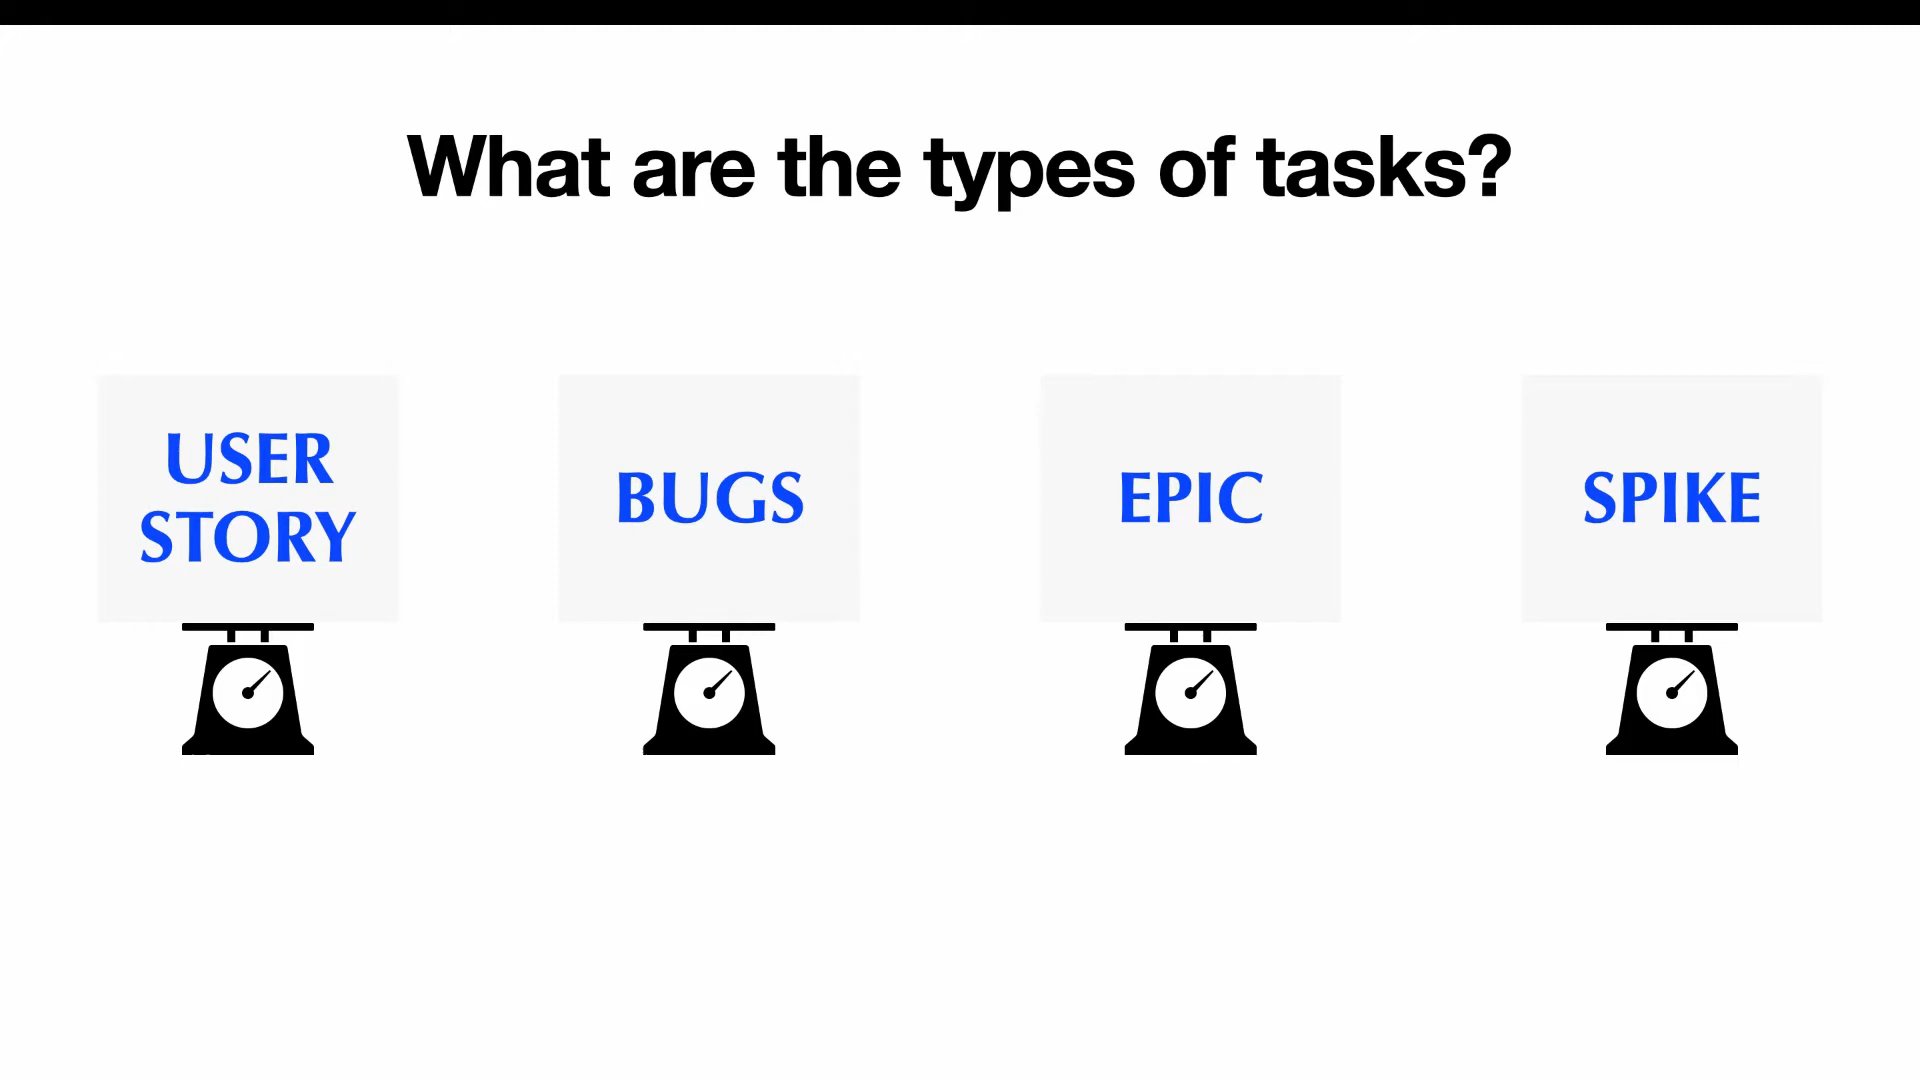 What are the types of tasks?
USER
STORY
BUGS
EPIC
SPIKE